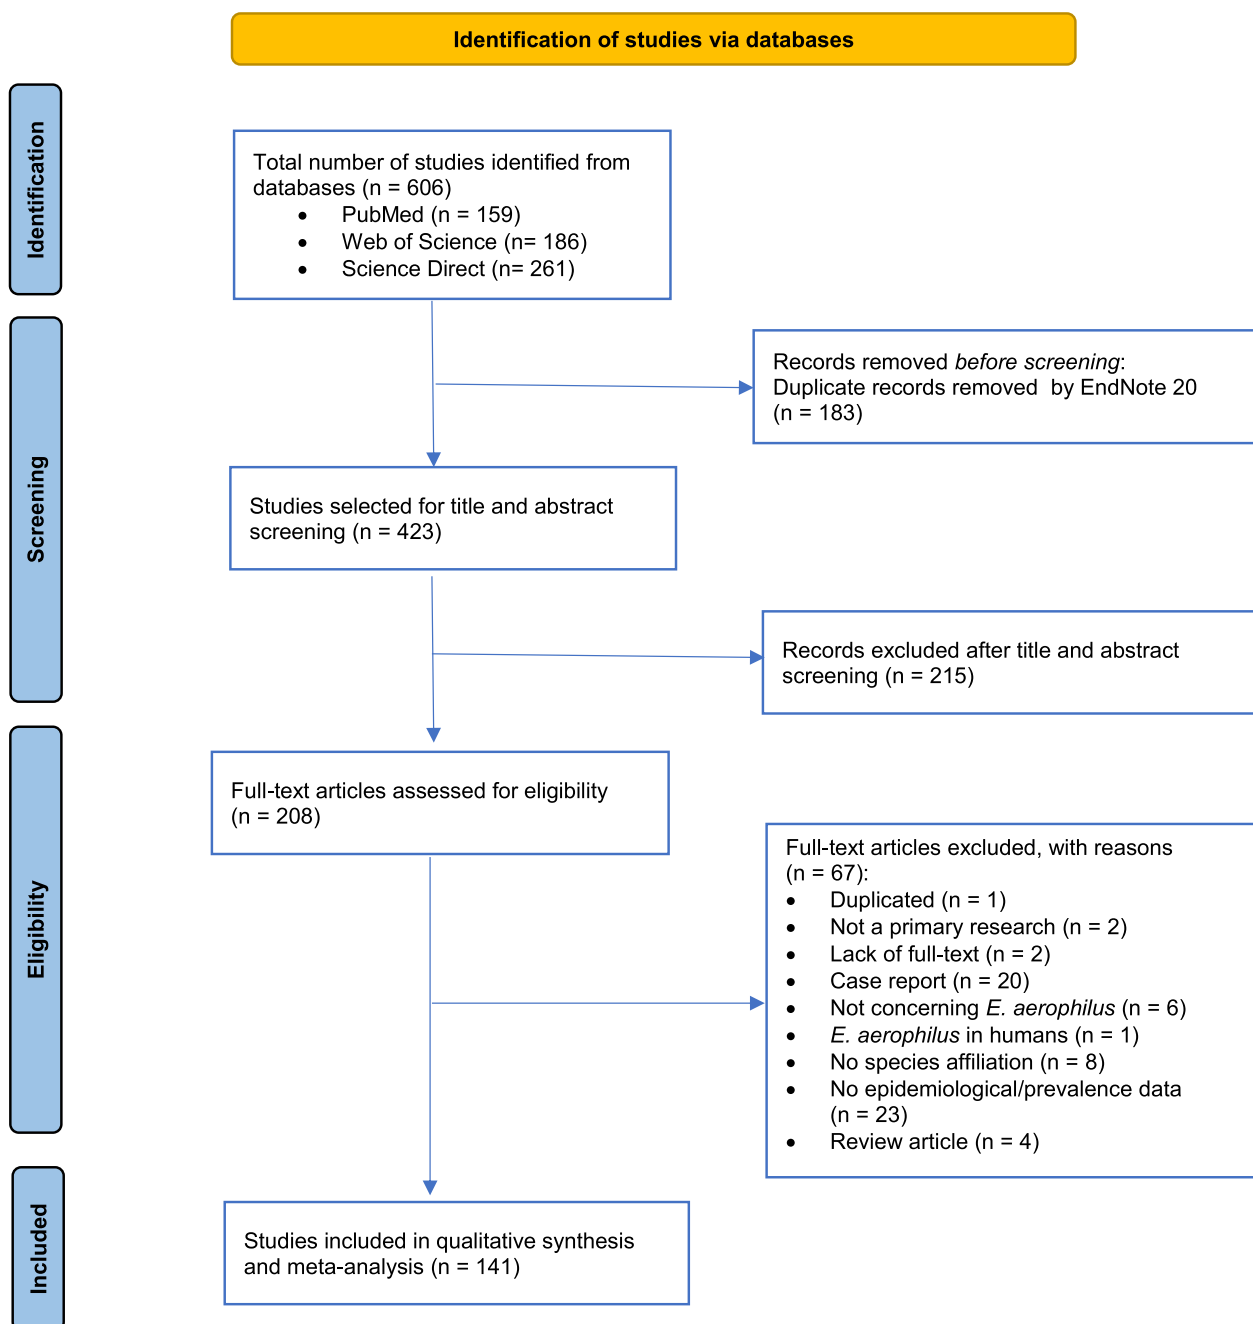 Identification of studies via databases
Identification
Total number of studies identified from
databases (n = 606)
• PubMed (n = 159)
• Web of Science (n= 186)
• Science Direct (n= 261)
Screening
Records removed before screening:
Duplicate records removed  by EndNote 20
(n = 183)
Studies selected for title and abstract
screening (n = 423)
Records excluded after title and abstract
screening (n = 215)
Eligibility
Full-text articles assessed for eligibility
(n = 208)
Full-text articles excluded, with reasons
(n = 67):
• Duplicated (n = 1)
• Not a primary research (n = 2)
• Lack of full-text (n = 2)
• Case report (n = 20)
• Not concerning E. aerophilus (n = 6)
• E. aerophilus in humans (n = 1)
• No species affiliation (n = 8)
• No epidemiological/prevalence data
(n = 23)
• Review article (n = 4)
Included
Studies included in qualitative synthesis
and meta-analysis (n = 141)